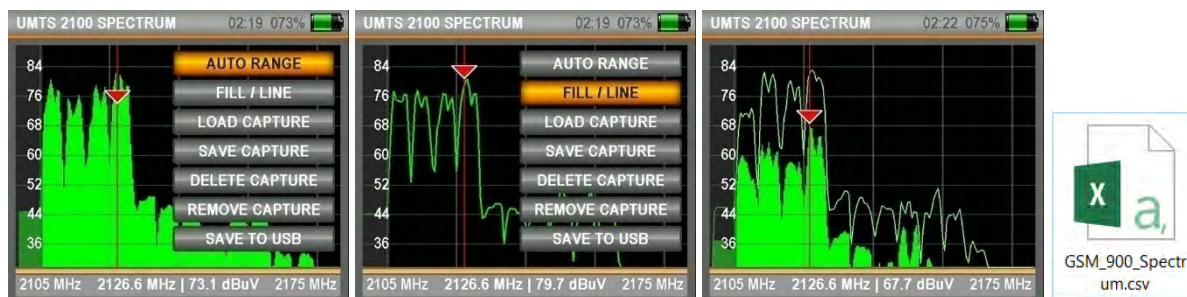 UMTS 2100 SPECTRUM 02:19 073%
84
76
68
60
52
44
36
AUTO RANGE
FILL / LINE
LOAD CAPTURE
SAVE CAPTURE
DELETE CAPTURE
REMOVE CAPTURE
SAVE TO USB
2105 MHz 2126.6 MHz | 73.1 dBuV 2175 MHz
UMTS 2100 SPECTRUM 02:19 073%
84
76
68
60
52
44
36
AUTO RANGE
FILL / LINE
LOAD CAPTURE
SAVE CAPTURE
DELETE CAPTURE
REMOVE CAPTURE
SAVE TO USB
2105 MHz 2126.6 MHz | 79.7 dBuV 2175 MHz
UMTS 2100 SPECTRUM 02:22 075%
84
76
68
60
52
44
36
2105 MHz 2126.6 MHz | 67.7 dBuV 2175 MHz
X a,
GSM_900_Spectr
um.csv